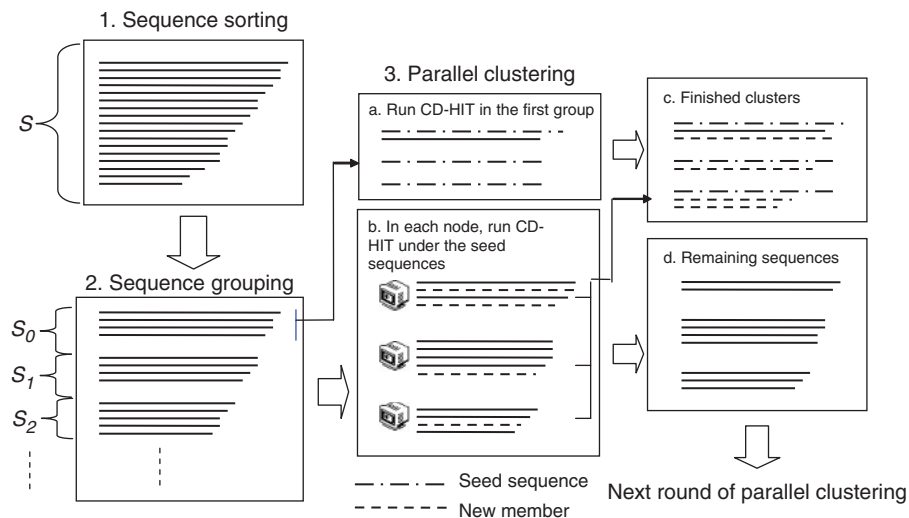 1. Sequence sorting
S
2. Sequence grouping
S0
S1
S2
3. Parallel clustering
a. Run CD-HIT in the first group
b. In each node, run CD-
HIT under the seed
sequences
c. Finished clusters
d. Remaining sequences
Seed sequence
New member
Next round of parallel clustering